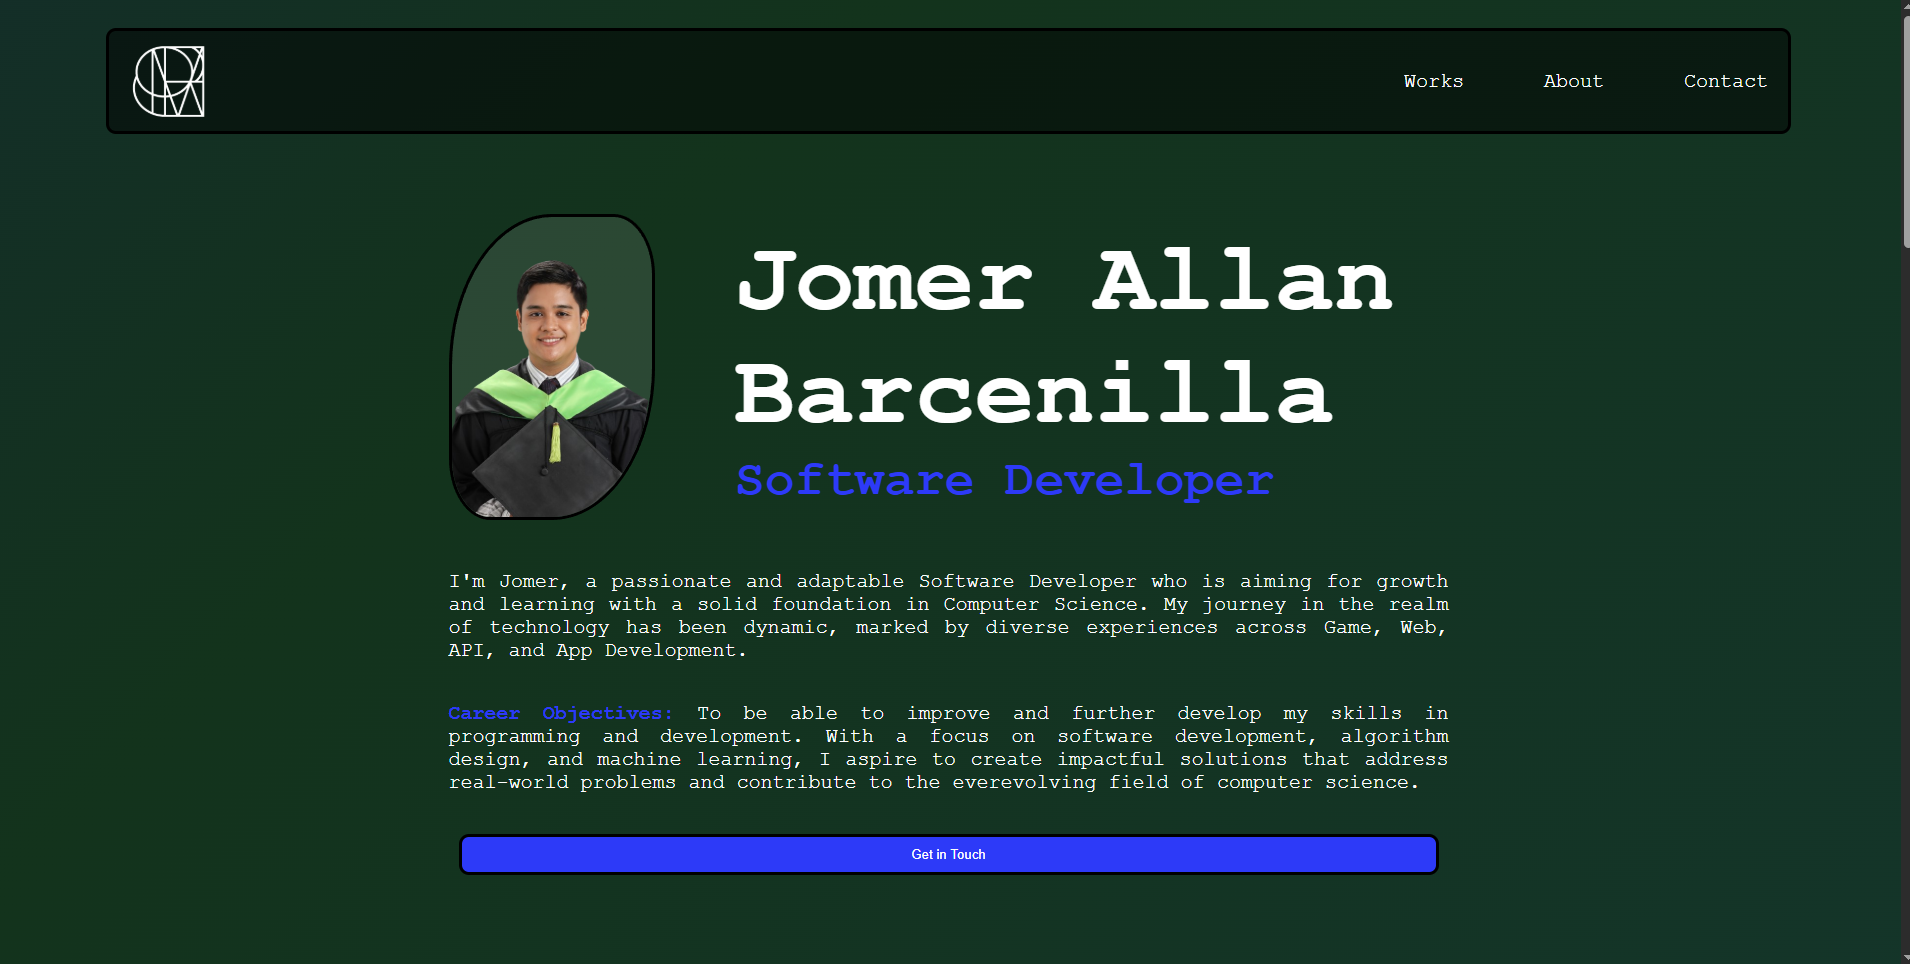 Works About Contact
Jomer Allan
Barcenilla
Software Developer
I'm Jomer, a passionate and adaptable Software Developer who is aiming for growth
and learning with a solid foundation in Computer Science. My journey in the realm
of technology has been dynamic, marked by diverse experiences across Game, Web,
API, and App Development.
Career Objectives: To be able to improve and further develop my skills in
programming and development. With a focus on software development, algorithm
design, and machine learning, I aspire to create impactful solutions that address
real-world problems and contribute to the everevolving field of computer science.
Get in Touch